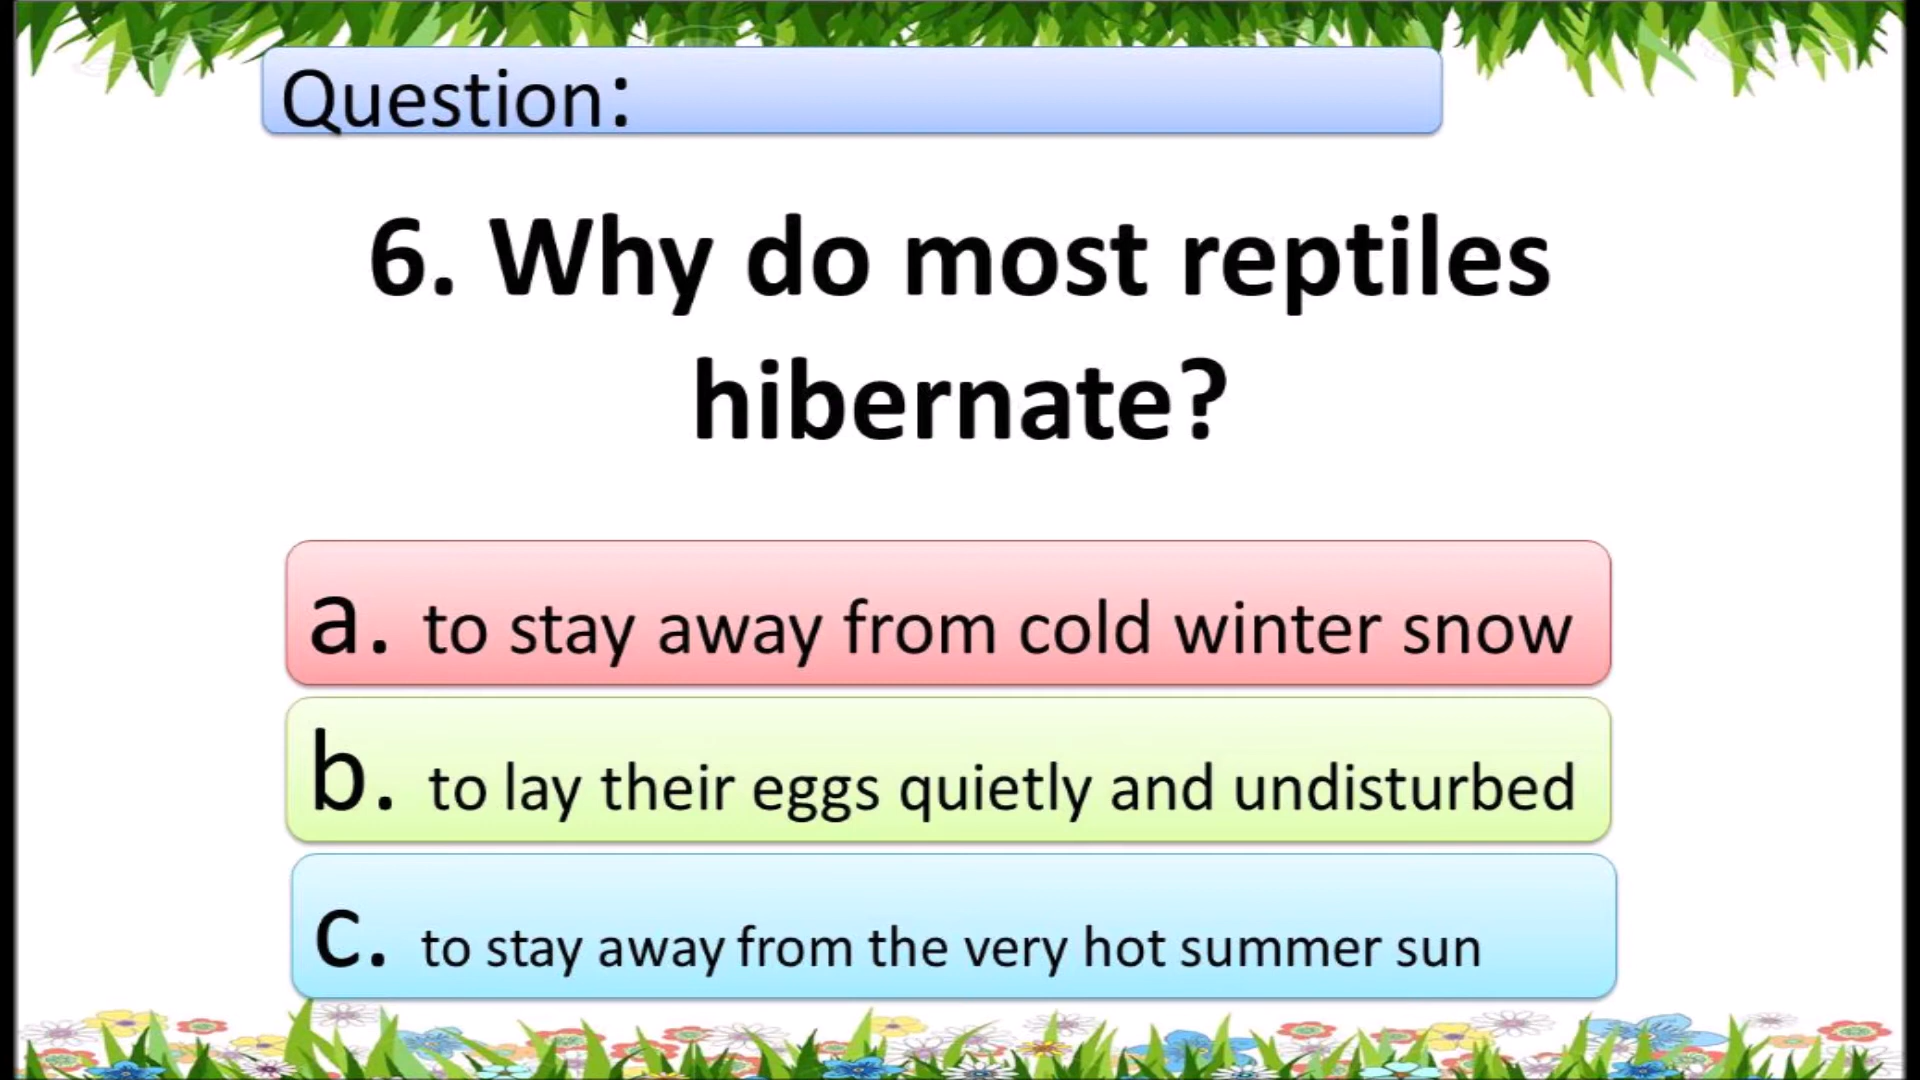 Question:
6. Why do most reptiles
hibernate?
a. to stay away from cold winter snow
b. to lay their eggs quietly and undisturbed
c. to stay away from the very hot summer sun